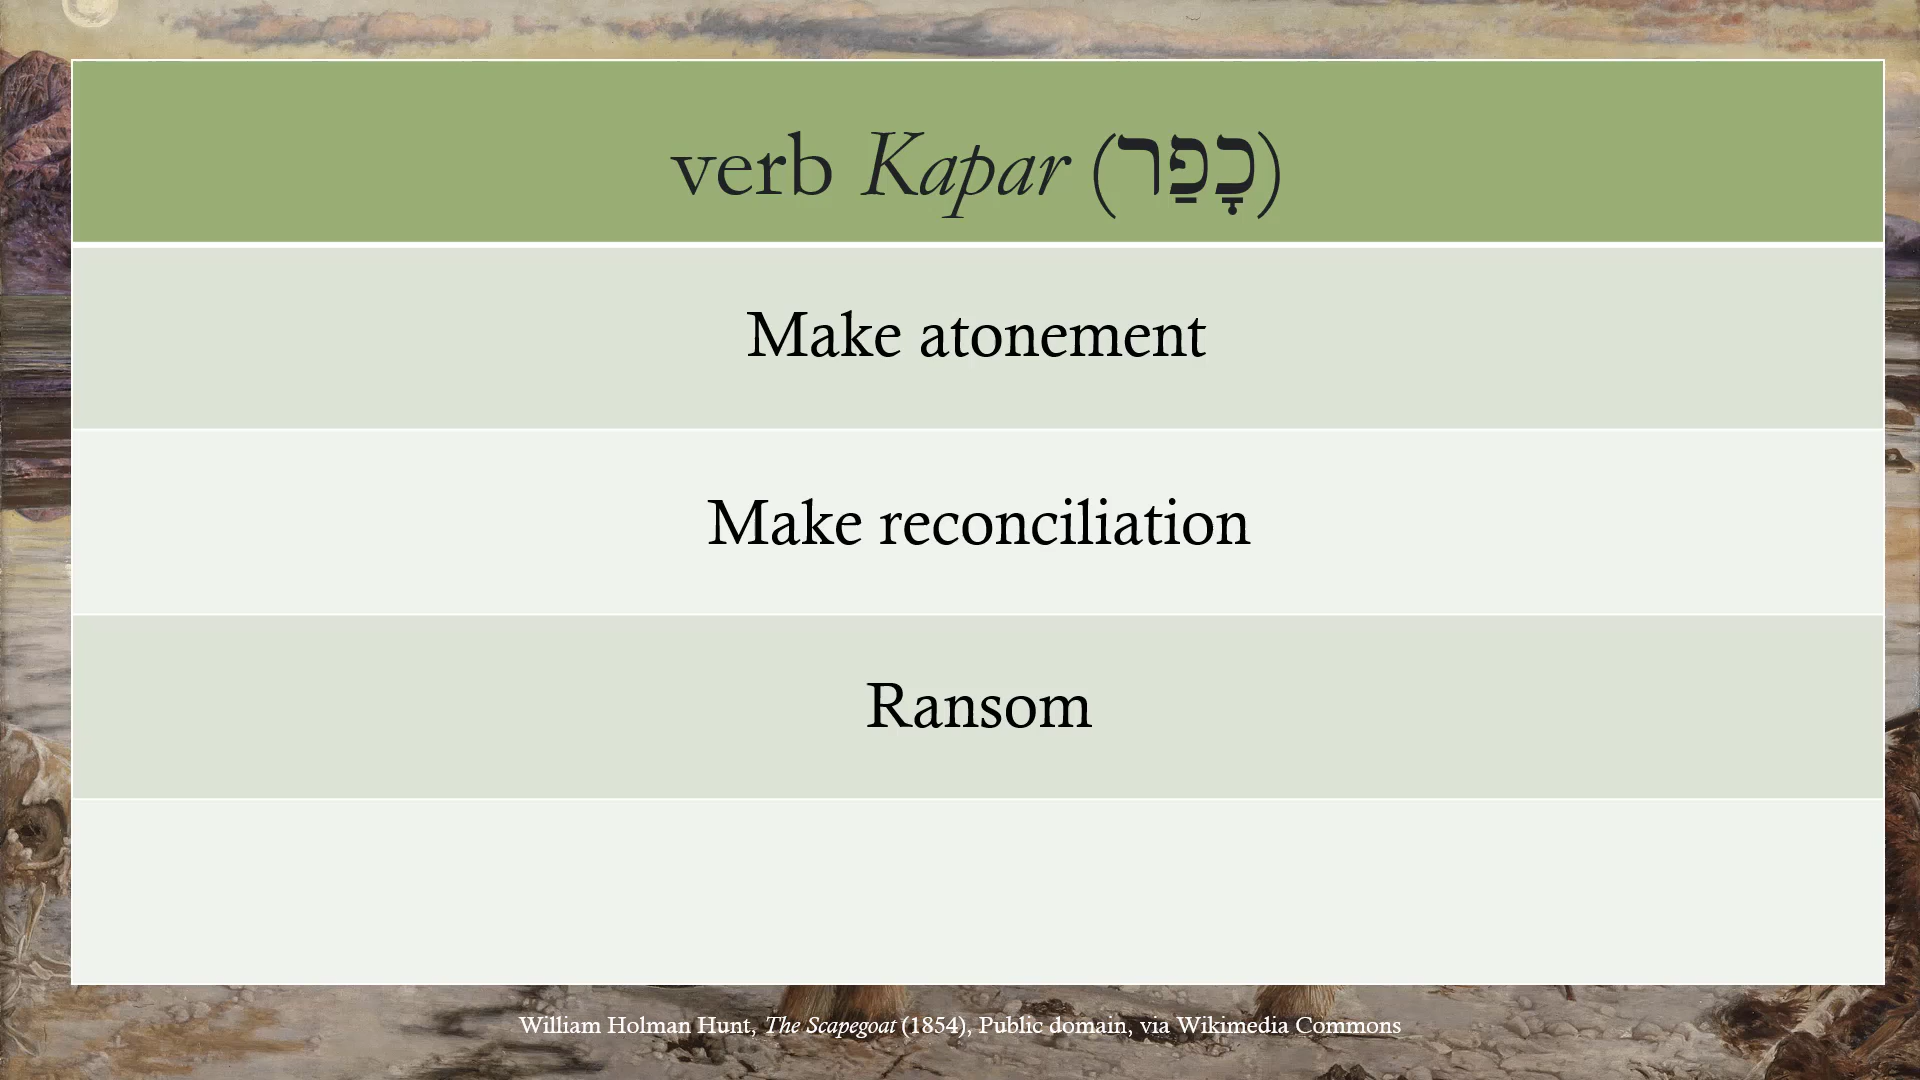 verb Kapar (כָפַר)
Make atonement
Make reconciliation
Ransom
William Holman Hunt, The Scapegoat (1854), Public domain, via Wikimedia Commons